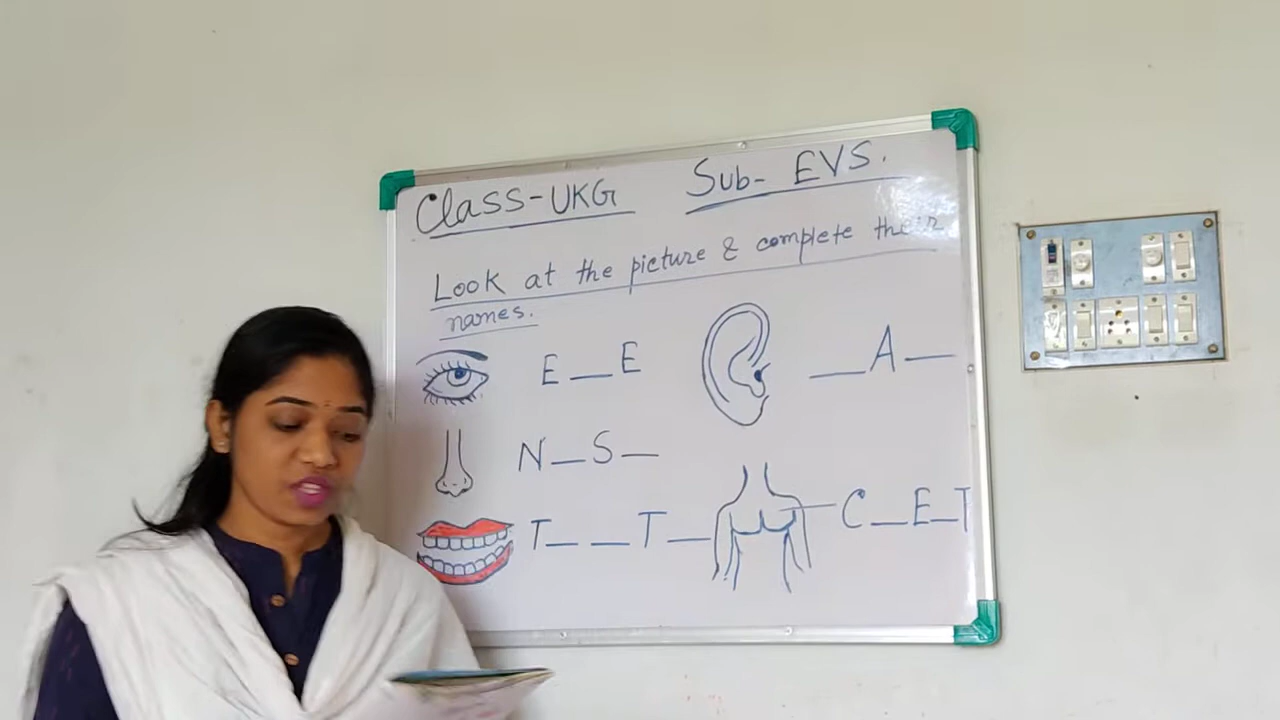 Class-UKG Sub- EVS.
Look at the picture & complete their
names.
E__E __A__
N__S__
T__ __T__ C__E__T